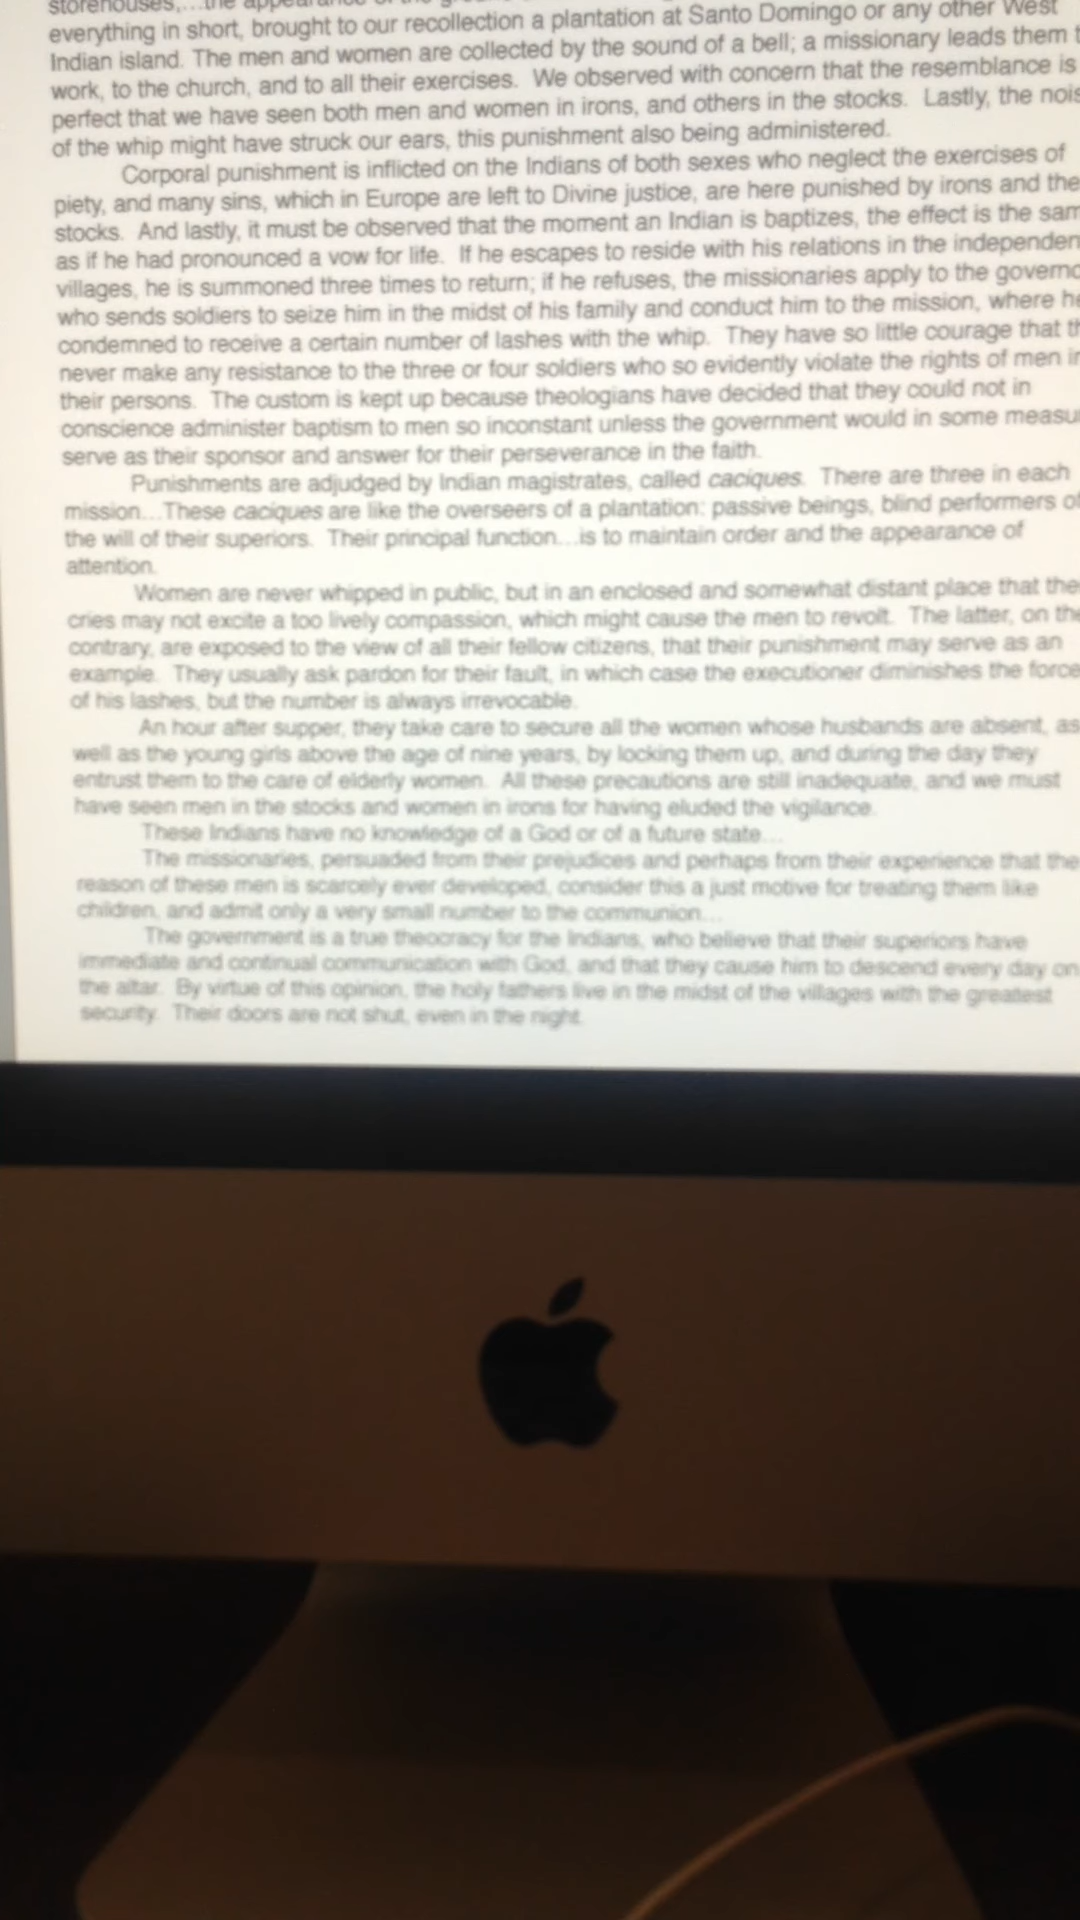 storehouses,...the appearance of the
everything in short, brought to our recollection a plantation at Santo Domingo or any other West
Indian island. The men and women are collected by the sound of a bell; a missionary leads them t
work, to the church, and to all their exercises. We observed with concern that the resemblance is
perfect that we have seen both men and women in irons, and others in the stocks. Lastly, the nois
of the whip might have struck our ears, this punishment also being administered.
Corporal punishment is inflicted on the Indians of both sexes who neglect the exercises of
piety, and many sins, which in Europe are left to Divine justice, are here punished by irons and the
stocks. And lastly, it must be observed that the moment an Indian is baptizes, the effect is the sam
as if he had pronounced a vow for life. If he escapes to reside with his relations in the independen
villages, he is summoned three times to return; if he refuses, the missionaries apply to the governo
who sends soldiers to seize him in the midst of his family and conduct him to the mission, where he
condemned to receive a certain number of lashes with the whip. They have so little courage that th
never make any resistance to the three or four soldiers who so evidently violate the rights of men in
their persons. The custom is kept up because theologians have decided that they could not in
conscience administer baptism to men so inconstant unless the government would in some measu
serve as their sponsor and answer for their perseverance in the faith.
Punishments are adjudged by Indian magistrates, called caciques. There are three in each
mission...These caciques are like the overseers of a plantation: passive beings, blind performers of
the will of their superiors. Their principal function...is to maintain order and the appearance of
attention.
Women are never whipped in public, but in an enclosed and somewhat distant place that the
cries may not excite a too lively compassion, which might cause the men to revolt. The latter, on the
contrary, are exposed to the view of all their fellow citizens, that their punishment may serve as an
example. They usually ask pardon for their fault, in which case the executioner diminishes the force
of his lashes, but the number is always irrevocable.
An hour after supper, they take care to secure all the women whose husbands are absent, as
well as the young girls above the age of nine years, by locking them up, and during the day they
entrust them to the care of elderly women. All these precautions are still inadequate, and we must
have seen men in the stocks and women in irons for having eluded the vigilance.
These Indians have no knowledge of a God or of a future state...
The missionaries, persuaded from their prejudices and perhaps from their experience that the
reason of these men is scarcely ever developed, consider this a just motive for treating them like
children, and admit only a very small number to the communion...
The government is a true theocracy for the Indians, who believe that their superiors have
immediate and continual communication with God, and that they cause him to descend every day on
the altar. By virtue of this opinion, the holy fathers live in the midst of the villages with the greatest
security. Their doors are not shut, even in the night.